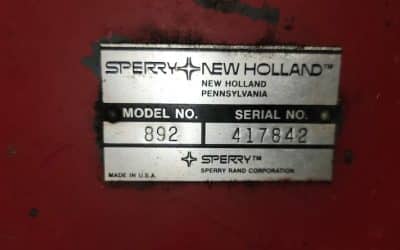 SPERRY NEW HOLLAND™
NEW HOLLAND
PENNSYLVANIA
MODEL NO. SERIAL NO.
892 417842
SPERRY™
MADE IN U.S.A. SPERRY RAND CORPORATION